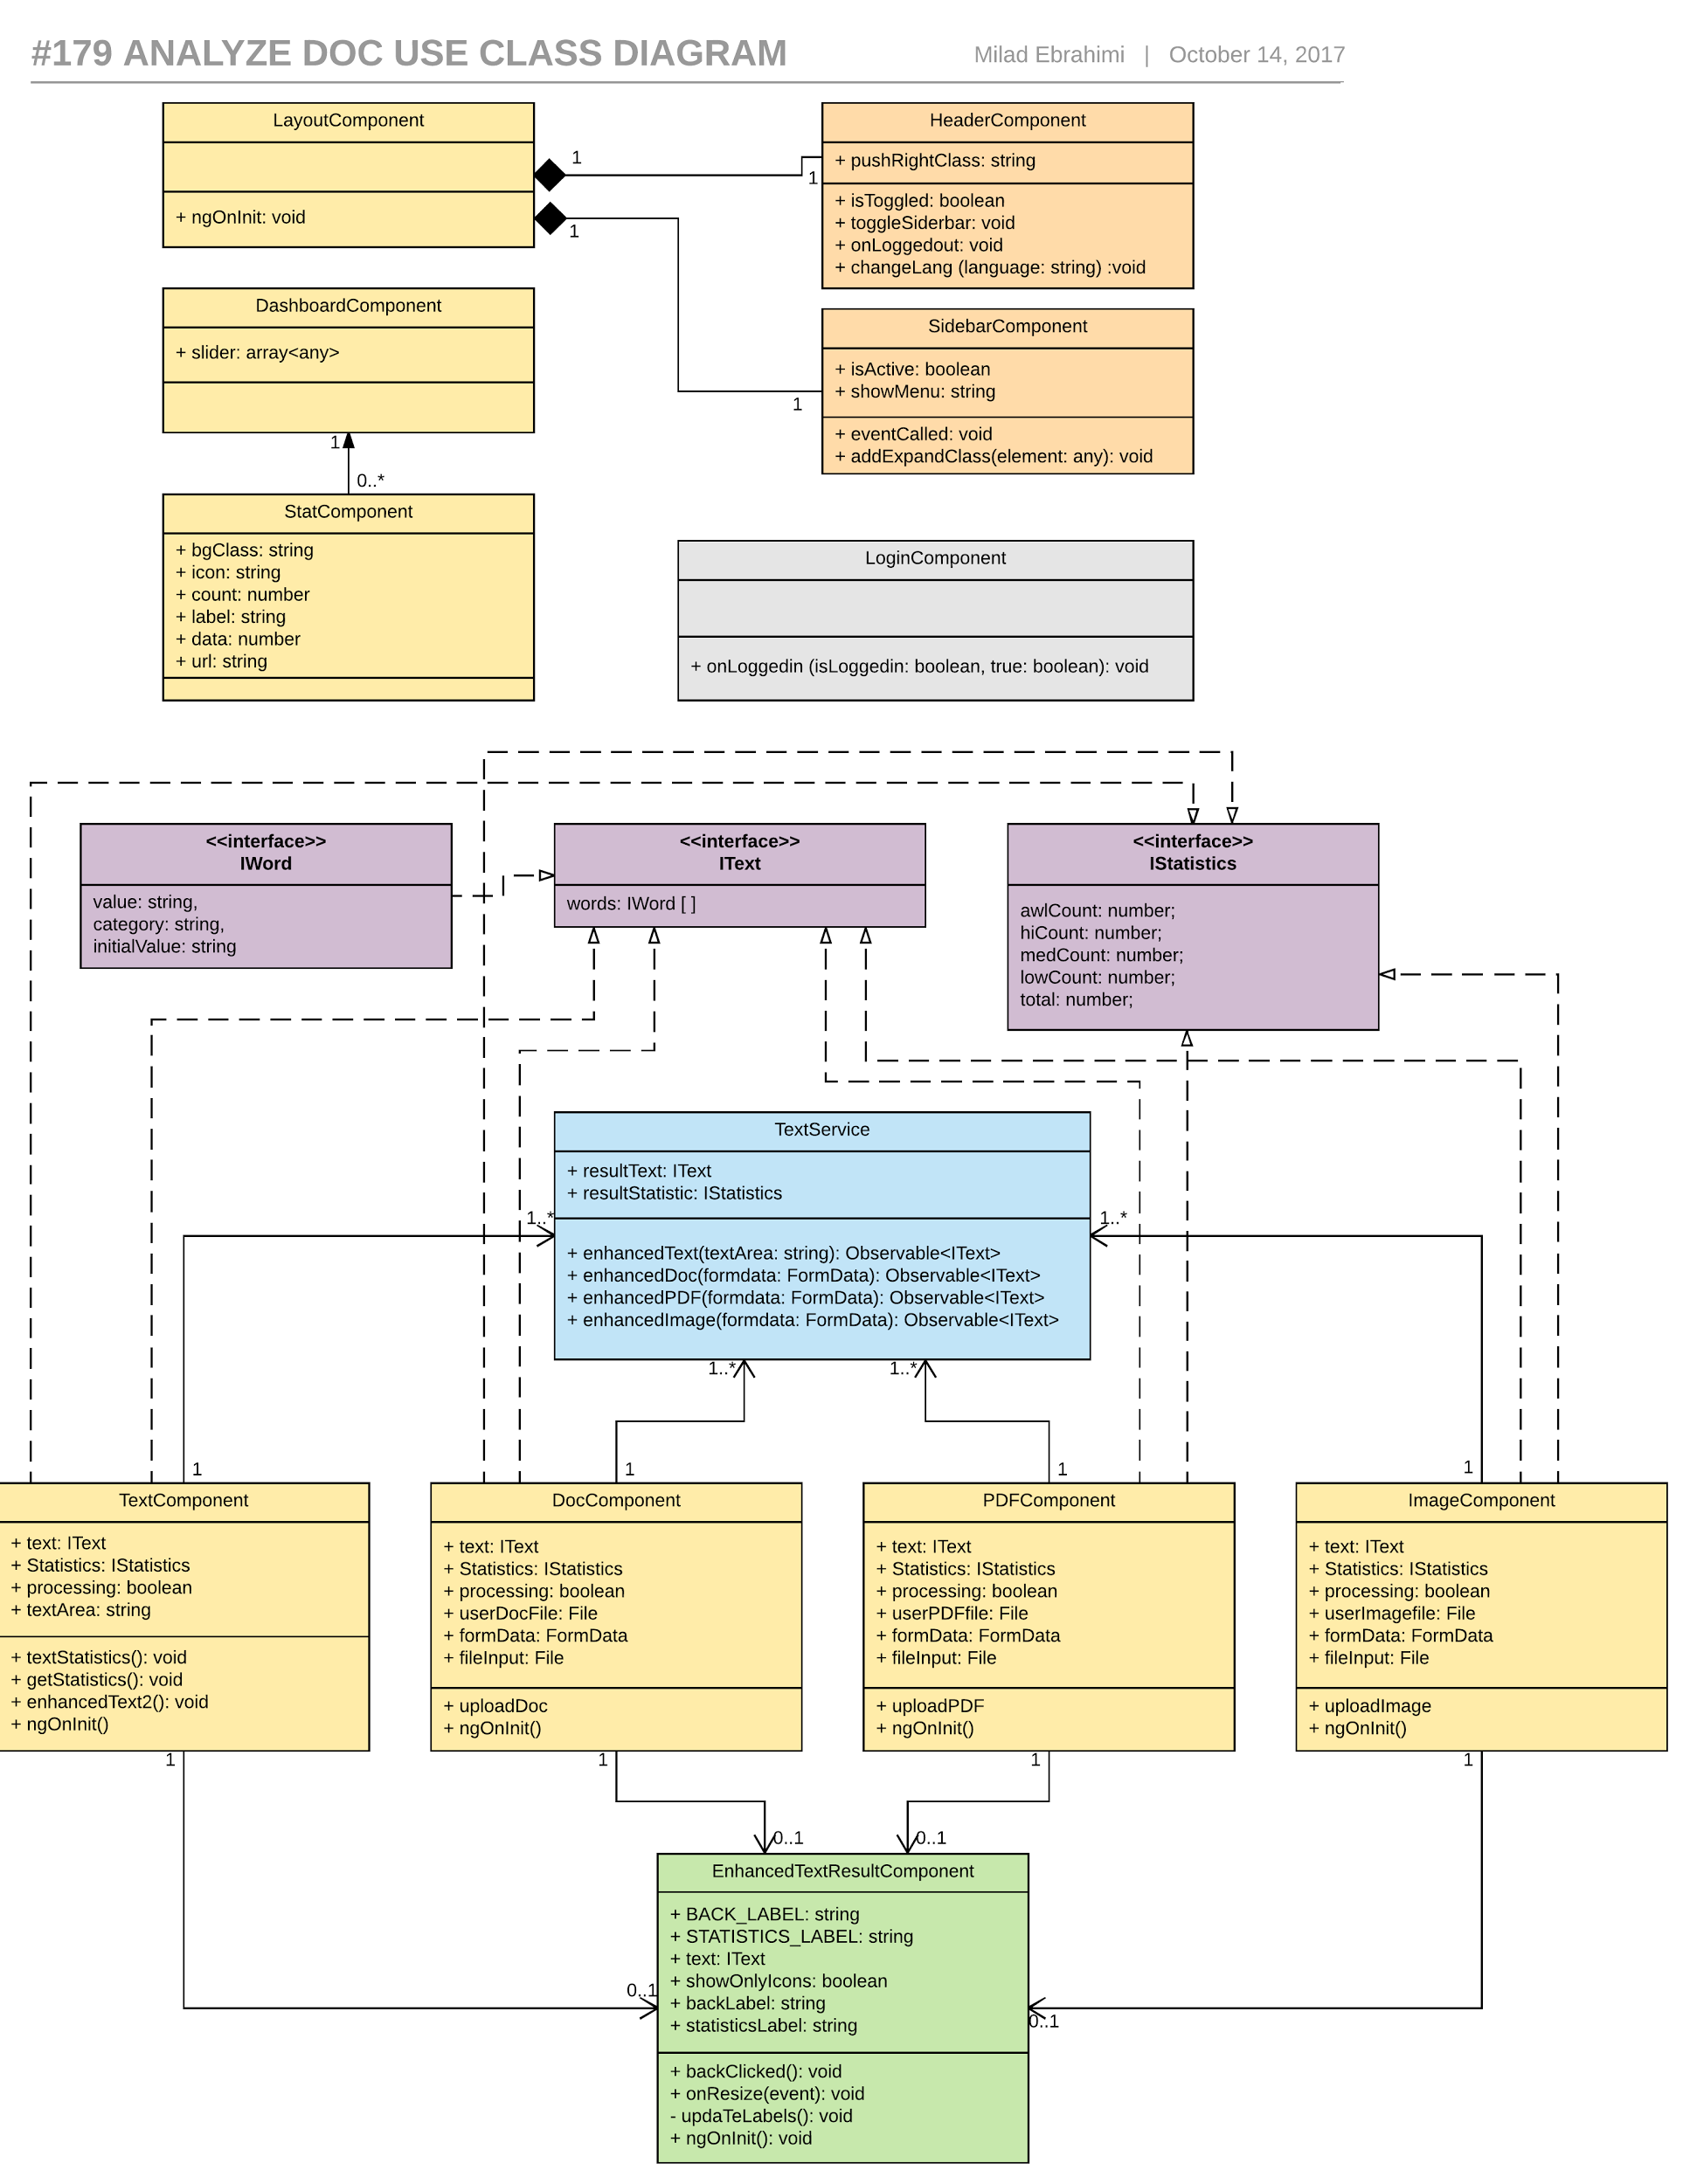 #179 ANALYZE DOC USE CLASS DIAGRAM
Milad Ebrahimi | October 14, 2017
LayoutComponent
+ ngOnInit: void
1
1
1
1
HeaderComponent
+ pushRightClass: string
+ isToggled: boolean
+ toggleSiderbar: void
+ onLoggedout: void
+ changeLang (language: string) :void
DashboardComponent
+ slider: array<any>
SidebarComponent
+ isActive: boolean
+ showMenu: string
+ eventCalled: void
+ addExpandClass(element: any): void
1
0..*
StatComponent
+ bgClass: string
+ icon: string
+ count: number
+ label: string
+ data: number
+ url: string
LoginComponent
+ onLoggedin (isLoggedin: boolean, true: boolean): void
<<interface>>
IWord
value: string,
category: string,
initialValue: string
<<interface>>
IText
words: IWord [ ]
<<interface>>
IStatistics
awlCount: number;
hiCount: number;
medCount: number;
lowCount: number;
total: number;
TextService
+ resultText: IText
+ resultStatistic: IStatistics
+ enhancedText(textArea: string): Observable<IText>
+ enhancedDoc(formdata: FormData): Observable<IText>
+ enhancedPDF(formdata: FormData): Observable<IText>
+ enhancedImage(formdata: FormData): Observable<IText>
1..*
1..*
1..*
1..*
1
1
1
1
TextComponent
+ text: IText
+ Statistics: IStatistics
+ processing: boolean
+ textArea: string
+ textStatistics(): void
+ getStatistics(): void
+ enhancedText2(): void
+ ngOnInit()
DocComponent
+ text: IText
+ Statistics: IStatistics
+ processing: boolean
+ userDocFile: File
+ formData: FormData
+ fileInput: File
+ uploadDoc
+ ngOnInit()
PDFComponent
+ text: IText
+ Statistics: IStatistics
+ processing: boolean
+ userPDFfile: File
+ formData: FormData
+ fileInput: File
+ uploadPDF
+ ngOnInit()
ImageComponent
+ text: IText
+ Statistics: IStatistics
+ processing: boolean
+ userImagefile: File
+ formData: FormData
+ fileInput: File
+ uploadImage
+ ngOnInit()
1
1
1
1
0..1
0..1
0..1
0..1
EnhancedTextResultComponent
+ BACK_LABEL: string
+ STATISTICS_LABEL: string
+ text: IText
+ showOnlyIcons: boolean
+ backLabel: string
+ statisticsLabel: string
+ backClicked(): void
+ onResize(event): void
- updaTeLabels(): void
+ ngOnInit(): void